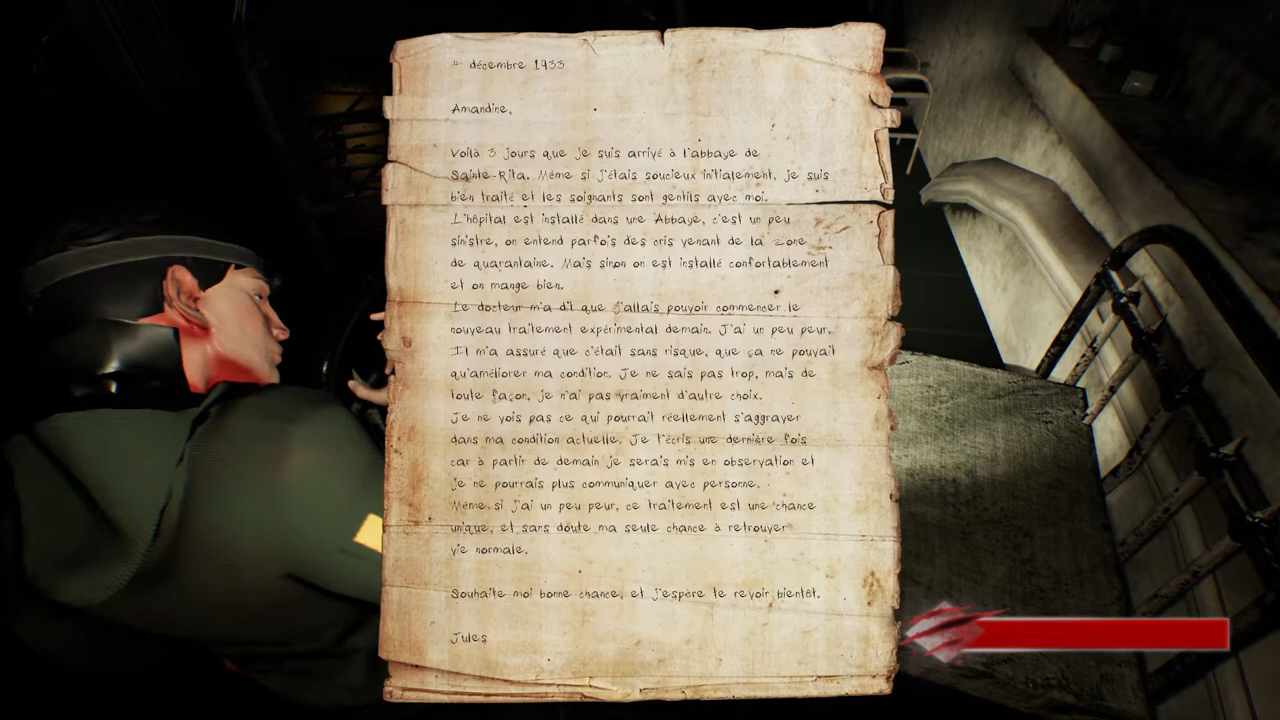 décembre 1933
Amandine,
Voilà 3 jours que je suis arrivé à l'abbaye de
Sainte-Rita. Même si j'étais soucieux initialement, je suis
bien traité et les soignants sont gentils avec moi.
L'hôpital est installé dans une Abbaye, c'est un peu
sinistre, on entend parfois des cris venant de la zone
de quarantaine. Mais sinon on est installé confortablement
et on mange bien.
Le docteur m'a dit que j'allais pouvoir commencer le
nouveau traitement expérimental demain. J'ai un peu peur.
Il m'a assuré que c'était sans risque, que ça ne pouvait
qu'améliorer ma condition. Je ne sais pas trop, mais de
toute façon, je n'ai pas vraiment d'autre choix.
Je ne vois pas ce qui pourrait réellement s'aggraver
dans ma condition actuelle. Je t'écris une dernière fois
car à partir de demain je serais mis en observation et
je ne pourrais plus communiquer avec personne.
Même si j'ai un peu peur, ce traitement est une chance
unique, et sans doute ma seule chance à retrouver
vie normale.
Souhaite moi bonne chance, et j'espère te revoir bientôt.
Jules